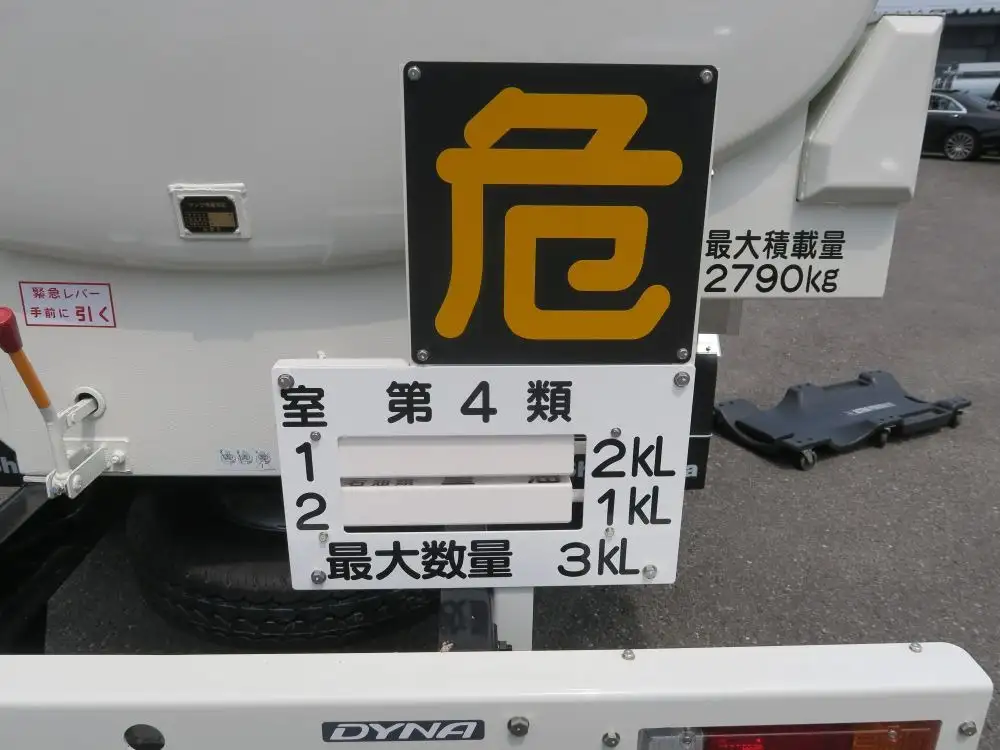 危
最大積載量
2790kg
緊急レバー
手前に引く
室 第4類
1 2KL
2 1KL
最大数量 3KL
DYNA